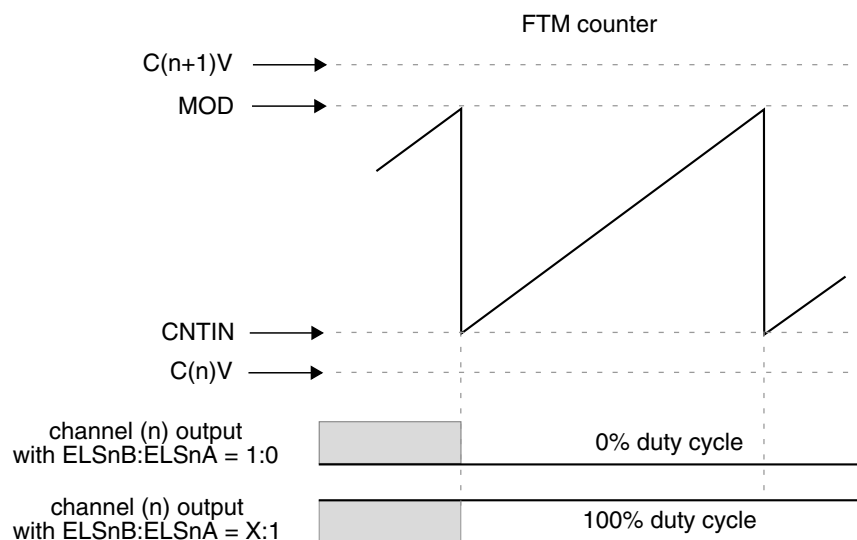 FTM counter
C(n+1)V
MOD
CNTIN
C(n)V
channel (n) output
with ELSnB:ELSnA = 1:0
0% duty cycle
channel (n) output
with ELSnB:ELSnA = X:1
100% duty cycle